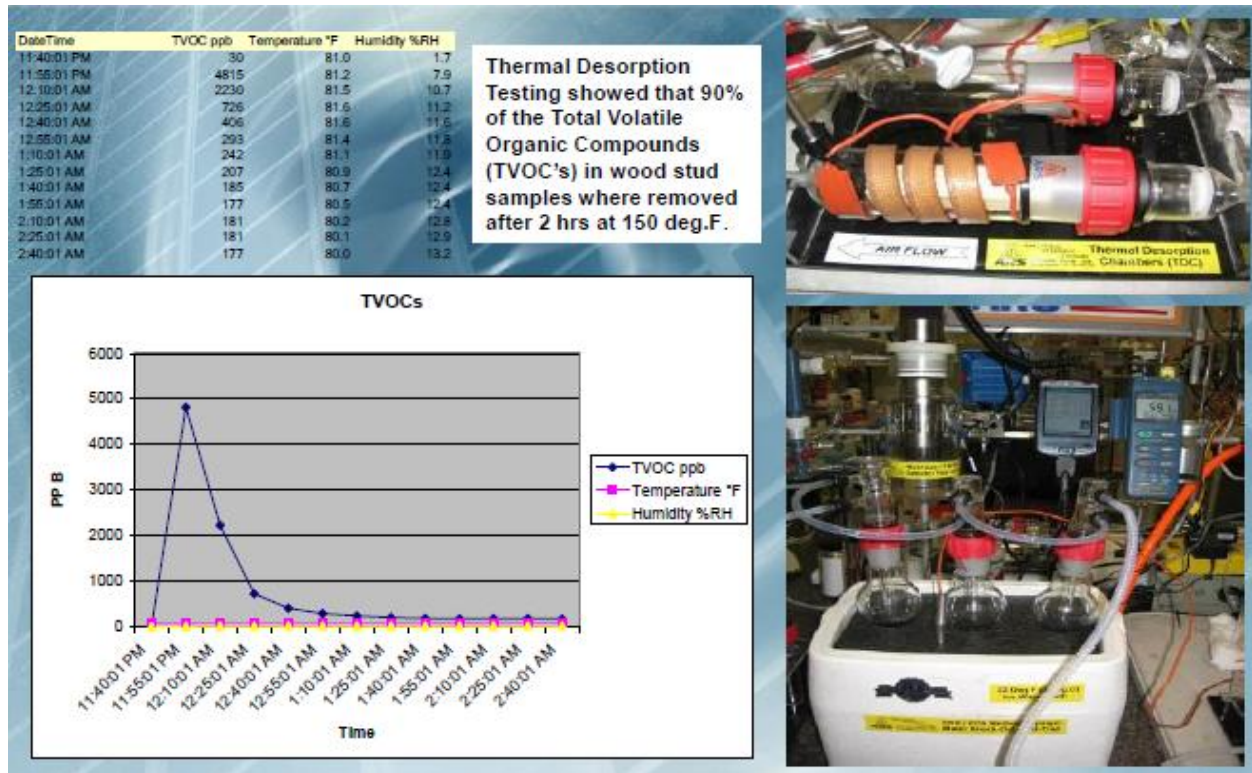 DateTime TVOC ppb Temperature °F Humidity %RH
11:40:01 PM 30 81.0 1.7
11:55:01 PM 4815 81.2 7.9
12:10:01 AM 2230 81.5 10.7
12:25:01 AM 726 81.6 11.2
12:40:01 AM 406 81.6 11.6
12:55:01 AM 293 81.4 11.8
1:10:01 AM 242 81.1 11.9
1:25:01 AM 207 80.9 12.4
1:40:01 AM 185 80.7 12.4
1:55:01 AM 177 80.5 12.4
2:10:01 AM 181 80.2 12.8
2:25:01 AM 181 80.1 12.9
2:40:01 AM 177 80.0 13.2
Thermal Desorption
Testing showed that 90%
of the Total Volatile
Organic Compounds
(TVOC's) in wood stud
samples where removed
after 2 hrs at 150 deg.F.
AIR FLOW
Thermal Desorption
Chambers (TDC)
TVOCs
PP B
6000
5000
4000
3000
2000
1000
0
11:40:01 PM
11:55:01 PM
12:10:01 AM
12:25:01 AM
12:40:01 AM
12:55:01 AM
1:10:01 AM
1:25:01 AM
1:40:01 AM
1:55:01 AM
2:10:01 AM
2:25:01 AM
2:40:01 AM
Time
TVOC ppb
Temperature °F
Humidity %RH